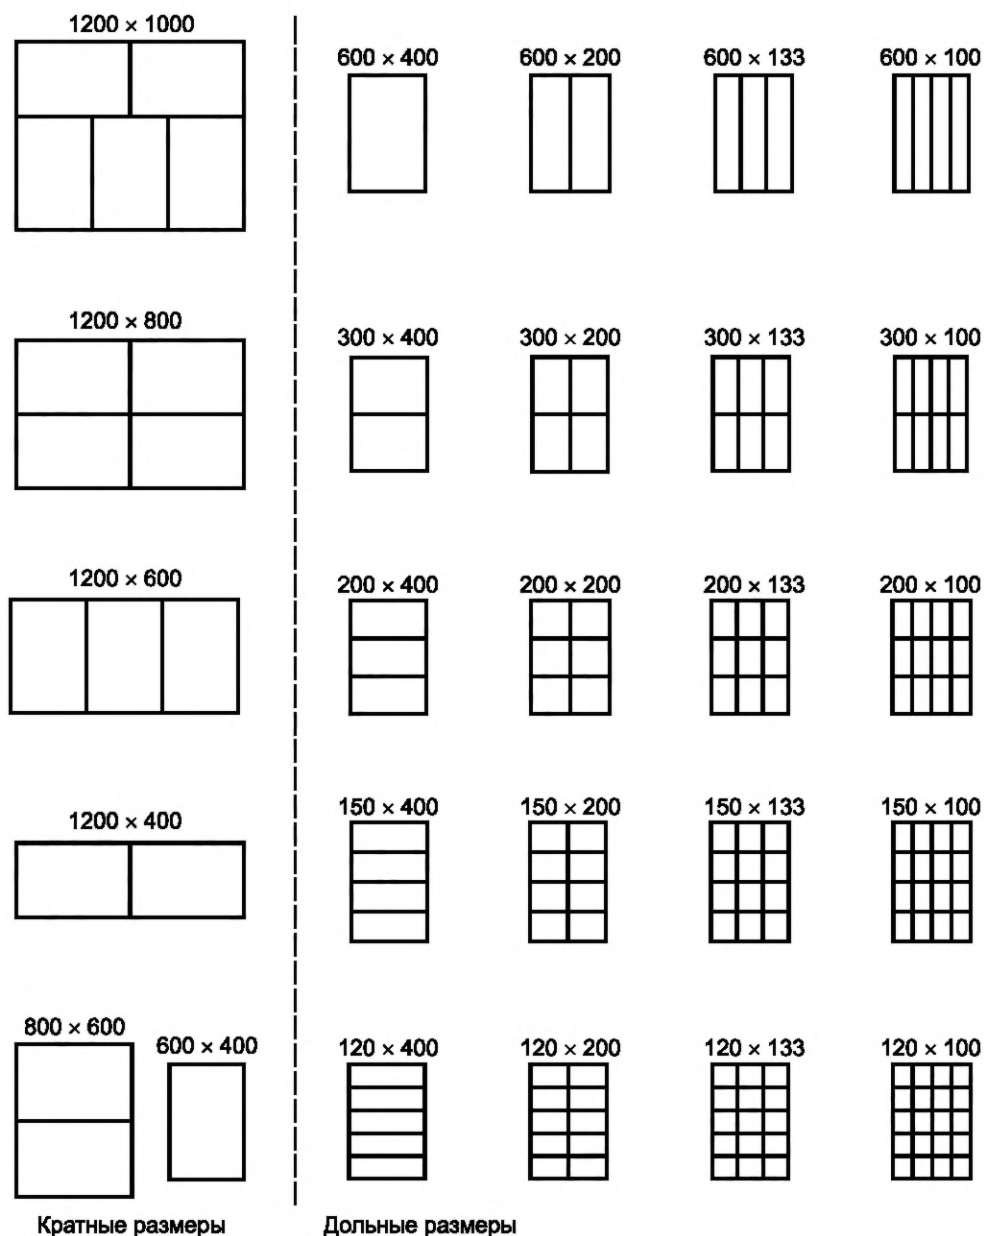 1200 × 1000
600 × 400 600 × 200 600 × 133 600 × 100
1200 × 800
300 × 400 300 × 200 300 × 133 300 × 100
1200 × 600
200 × 400 200 × 200 200 × 133 200 × 100
1200 × 400
150 × 400 150 × 200 150 × 133 150 × 100
800 × 600
600 × 400 120 × 400 120 × 200 120 × 133 120 × 100
Кратные размеры Дольные размеры